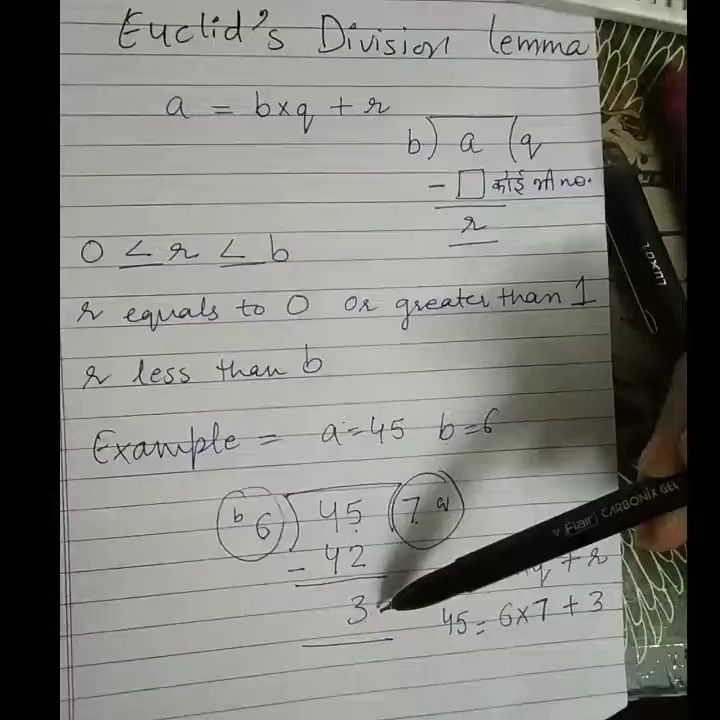 Euclid's Division lemma
a = b×q + r
b) a (q
- □ कोई भी no.
r
0 ≤ r ≤ b
r equals to 0 or greater than 1
r less than b
Example = a=45 b=6
b 6) 45 (7 q
- 42
3
q + r
45 = 6×7 + 3
Flair CARBONIX GEL
LUXOR